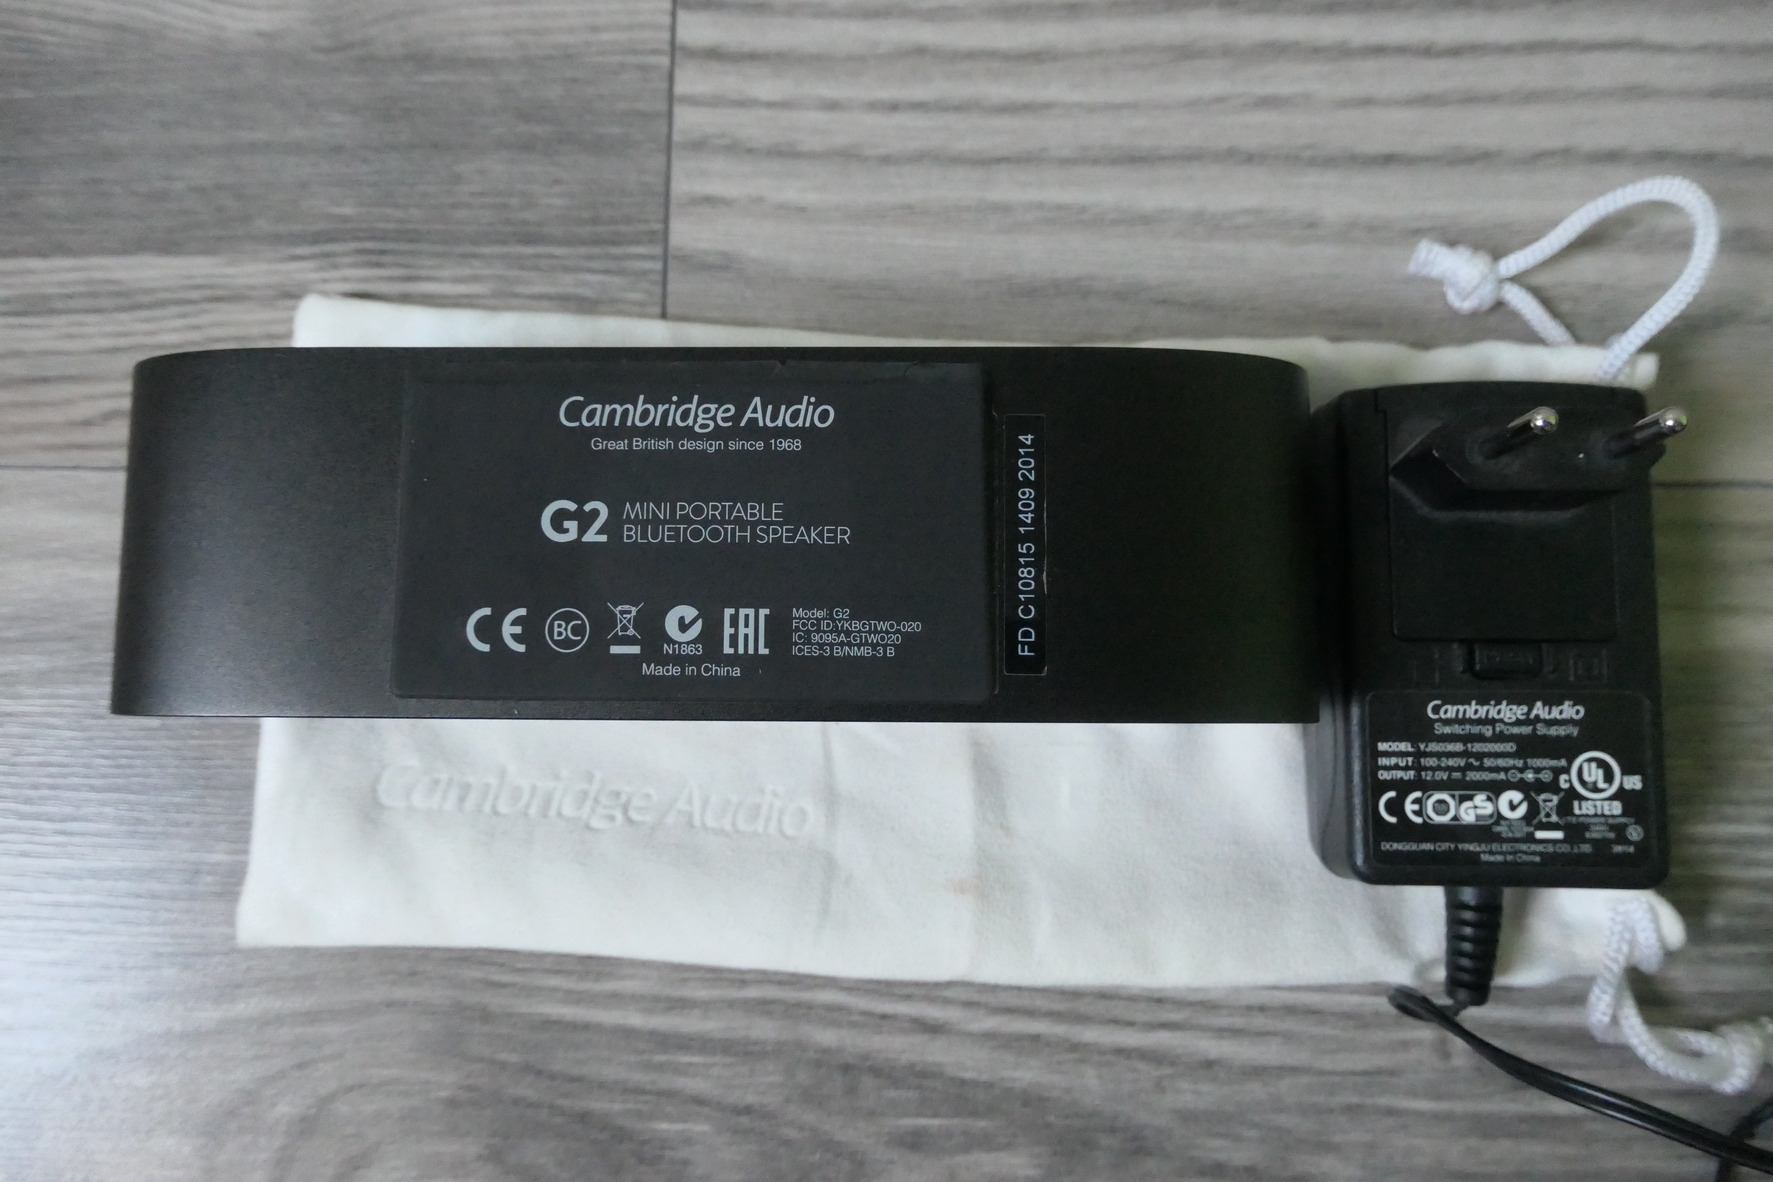 Cambridge Audio
Great British design since 1968
G2 MINI PORTABLE
BLUETOOTH SPEAKER
CE BC N1863 EAC
Model: G2
FCC ID:YKBGTWO-020
IC: 9095A-GTWO20
ICES-3 B/NMB-3 B
Made in China
FD C10815 1409 2014
Cambridge Audio
Cambridge Audio
Switching Power Supply
MODEL: YJS036B-1202000D
INPUT: 100-240V ~ 50/60Hz 1000mA
OUTPUT: 12.0V ⎓ 2000mA
C UL US
LISTED
CE GS
DONGGUAN CITY YINGJU ELECTRONICS CO.,LTD
Made in China